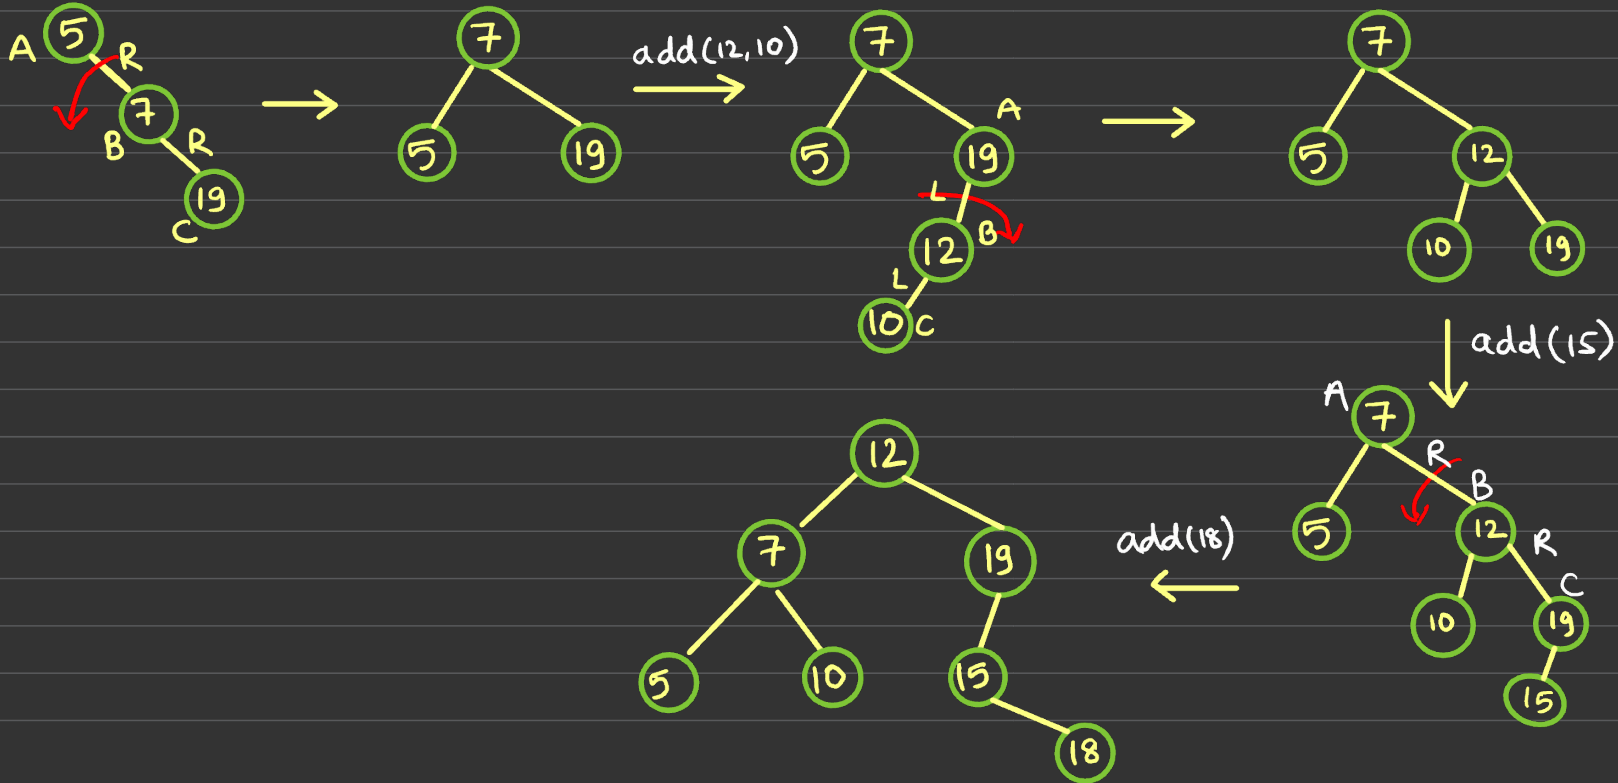 A 5 R
7
B R
19
C
7
5 19
add(12,10)
7
A
5 19
L
12 B
L
10 C
7
5 12
10 19
add(15)
A 7
R
B
5 12 R
C
10 19
15
add(18)
12
7 19
5 10 15
18